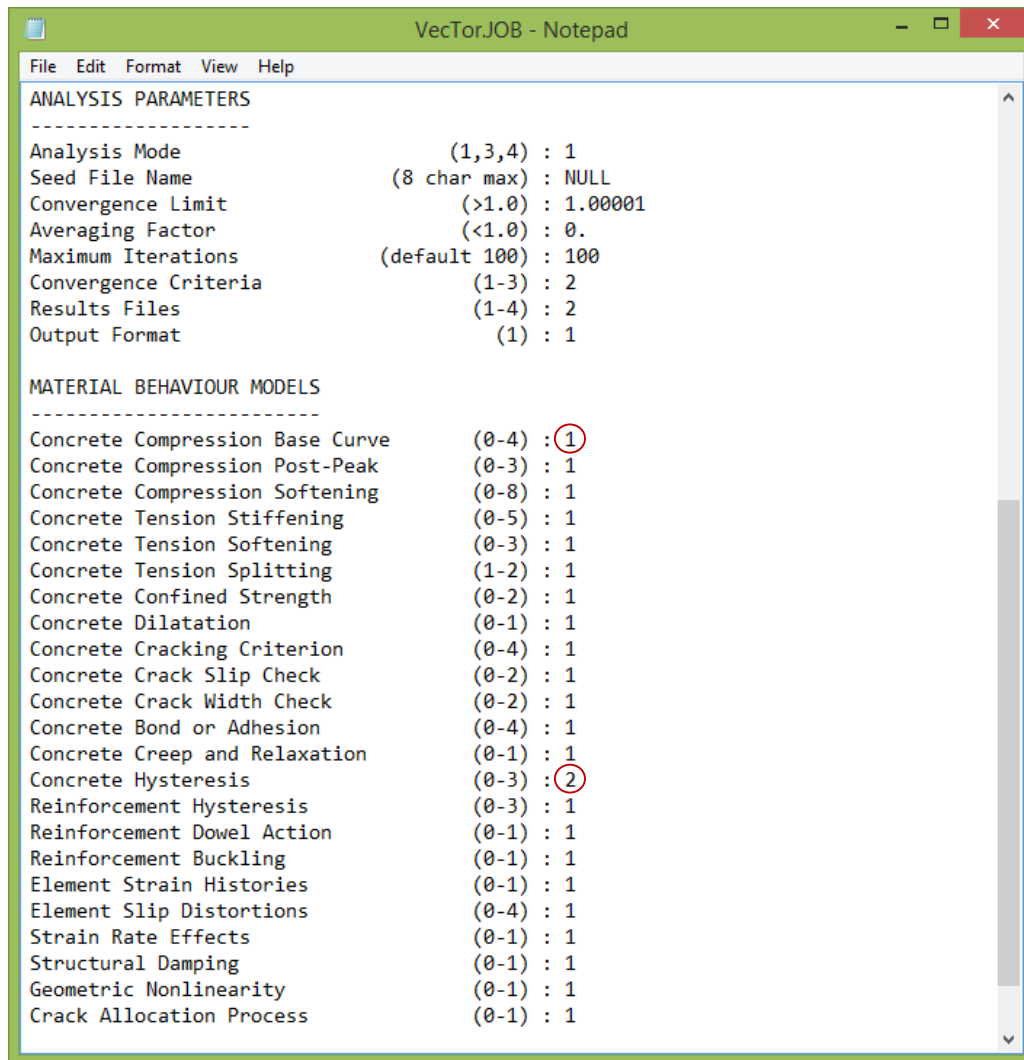 VecTor.JOB - Notepad
File Edit Format View Help
ANALYSIS PARAMETERS
-------------------
Analysis Mode (1,3,4) : 1
Seed File Name (8 char max) : NULL
Convergence Limit (>1.0) : 1.00001
Averaging Factor (<1.0) : 0.
Maximum Iterations (default 100) : 100
Convergence Criteria (1-3) : 2
Results Files (1-4) : 2
Output Format (1) : 1
MATERIAL BEHAVIOUR MODELS
-------------------------
Concrete Compression Base Curve (0-4) : 1
Concrete Compression Post-Peak (0-3) : 1
Concrete Compression Softening (0-8) : 1
Concrete Tension Stiffening (0-5) : 1
Concrete Tension Softening (0-3) : 1
Concrete Tension Splitting (1-2) : 1
Concrete Confined Strength (0-2) : 1
Concrete Dilatation (0-1) : 1
Concrete Cracking Criterion (0-4) : 1
Concrete Crack Slip Check (0-2) : 1
Concrete Crack Width Check (0-2) : 1
Concrete Bond or Adhesion (0-4) : 1
Concrete Creep and Relaxation (0-1) : 1
Concrete Hysteresis (0-3) : 2
Reinforcement Hysteresis (0-3) : 1
Reinforcement Dowel Action (0-1) : 1
Reinforcement Buckling (0-1) : 1
Element Strain Histories (0-1) : 1
Element Slip Distortions (0-4) : 1
Strain Rate Effects (0-1) : 1
Structural Damping (0-1) : 1
Geometric Nonlinearity (0-1) : 1
Crack Allocation Process (0-1) : 1